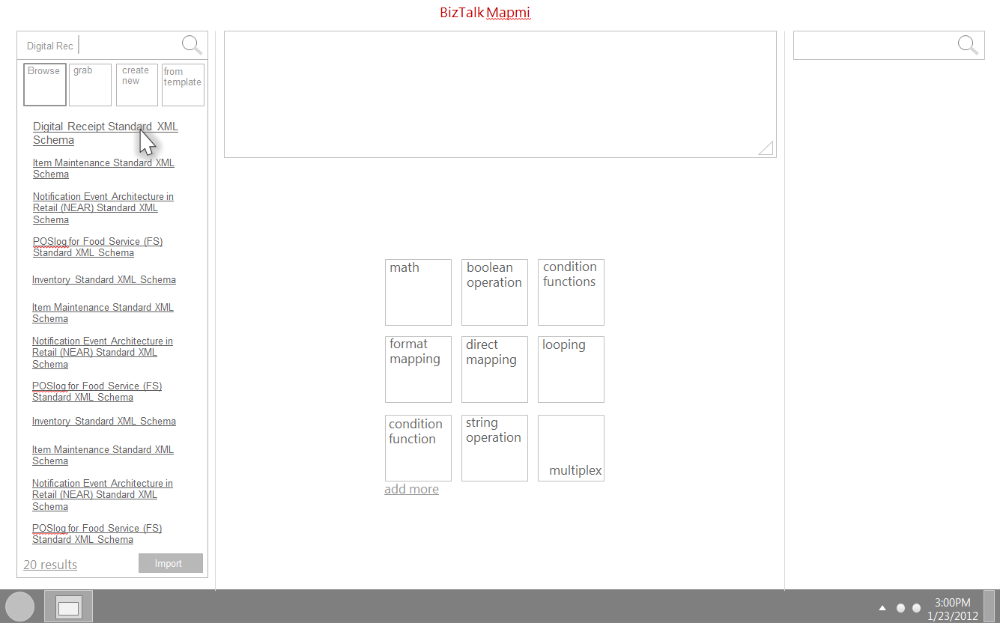 BizTalk Mapmi
Digital Rec
Browse
grab
create
new
from
template
Digital Receipt Standard XML
Schema
Item Maintenance Standard XML
Schema
Notification Event Architecture in
Retail (NEAR) Standard XML
Schema
POSlog for Food Service (FS)
Standard XML Schema
Inventory Standard XML Schema
Item Maintenance Standard XML
Schema
Notification Event Architecture in
Retail (NEAR) Standard XML
Schema
POSlog for Food Service (FS)
Standard XML Schema
Inventory Standard XML Schema
Item Maintenance Standard XML
Schema
Notification Event Architecture in
Retail (NEAR) Standard XML
Schema
POSlog for Food Service (FS)
Standard XML Schema
20 results
Import
math
boolean
operation
condition
functions
format
mapping
direct
mapping
looping
condition
function
string
operation
multiplex
add more
3:00PM
1/23/2012